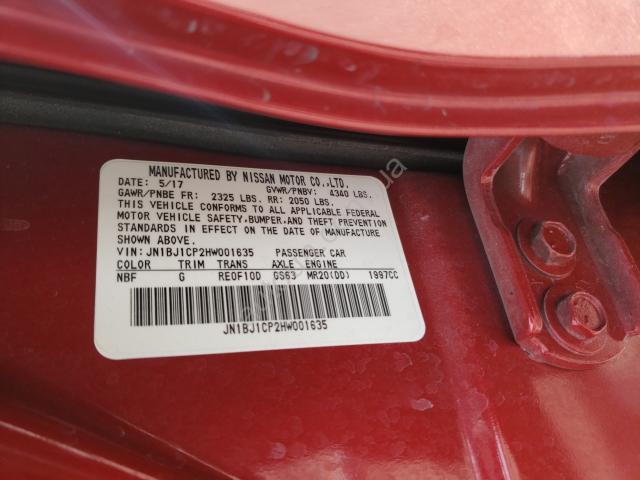 MANUFACTURED BY NISSAN MOTOR CO.,LTD.
DATE: 5/17 GVWR/PNBV: 4340 LBS.
GAWR/PNBE FR: 2325 LBS. RR: 2050 LBS.
THIS VEHICLE CONFORMS TO ALL APPLICABLE FEDERAL
MOTOR VEHICLE SAFETY,BUMPER,AND THEFT PREVENTION
STANDARDS IN EFFECT ON THE DATE OF MANUFACTURE
SHOWN ABOVE.
VIN:JN1BJ1CP2HW001635 PASSENGER CAR
COLOR TRIM TRANS AXLE ENGINE
NBF G RE0F10D GS63 MR20(DD) 1997CC
JN1BJ1CP2HW001635